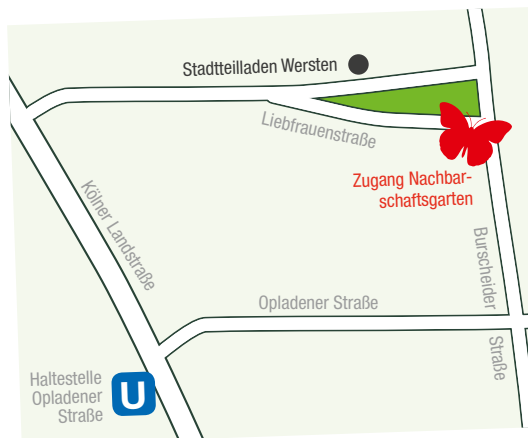 Stadtteilladen Wersten
Liebfrauenstraße
Zugang Nachbar-
schaftsgarten
Kölner Landstraße
Burscheider
Straße
Opladener Straße
Haltestelle
Opladener
Straße
U